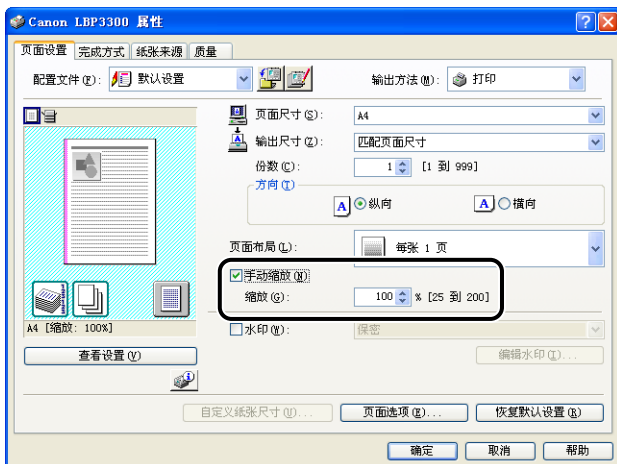 Canon LBP3300 属性
页面设置 完成方式 纸张来源 质量
配置文件(F): 默认设置 输出方法(M): 打印
页面尺寸(S): A4
输出尺寸(Z): 匹配页面尺寸
份数(C): 1 [1 到 999]
方向(T)
A 纵向 A 横向
页面布局(L): 每张 1 页
手动缩放(N)
缩放(G): 100 % [25 到 200]
A4 [缩放: 100%]
水印(W): 保密
查看设置(V) 编辑水印(I)...
自定义纸张尺寸(U)... 页面选项(E)... 恢复默认设置(R)
确定 取消 帮助